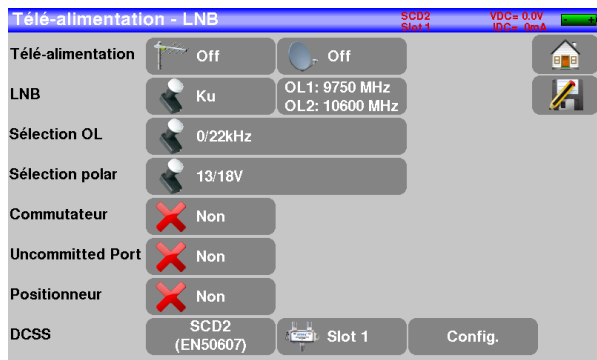 Télé-alimentation - LNB SCD2 VDC= 0.0V
Slot1 IDC= 0mA
Télé-alimentation Off Off
LNB Ku OL1: 9750 MHz
OL2: 10600 MHz
Sélection OL 0/22kHz
Sélection polar 13/18V
Commutateur Non
Uncommitted Port Non
Positionneur Non
DCSS SCD2
(EN50607) Slot 1 Config.